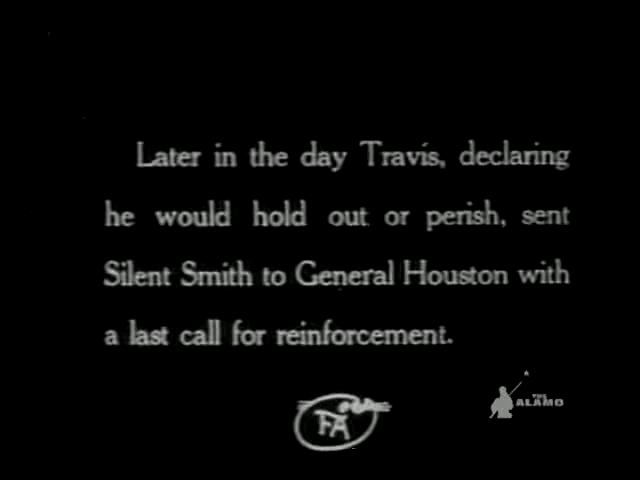 Later in the day Travis, declaring
he would hold out or perish, sent
Silent Smith to General Houston with
a last call for reinforcement.
FA
THE
ALAMO